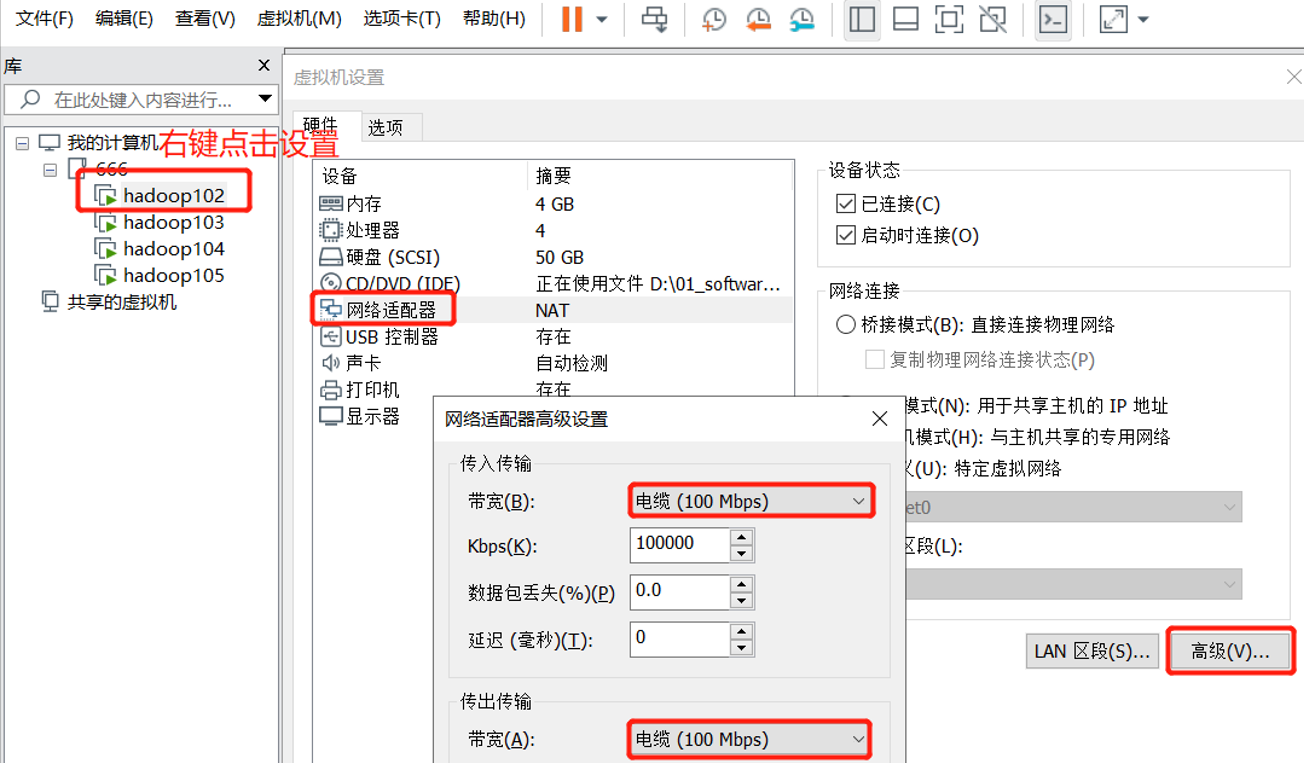 文件(F) 编辑(E) 查看(V) 虚拟机(M) 选项卡(T) 帮助(H)
库
在此处键入内容进行...
我的计算机
右键点击设置
666
hadoop102
hadoop103
hadoop104
hadoop105
共享的虚拟机
虚拟机设置
硬件 选项
设备 摘要
内存 4 GB
处理器 4
硬盘 (SCSI) 50 GB
CD/DVD (IDE) 正在使用文件 D:\01_softwar...
网络适配器 NAT
USB 控制器 存在
声卡 自动检测
打印机 存在
显示器
设备状态
已连接(C)
启动时连接(O)
网络连接
桥接模式(B): 直接连接物理网络
复制物理网络连接状态(P)
模式(N): 用于共享主机的 IP 地址
机模式(H): 与主机共享的专用网络
(U): 特定虚拟网络
et0
区段(L):
LAN 区段(S)... 高级(V)...
网络适配器高级设置
传入传输
带宽(B): 电缆 (100 Mbps)
Kbps(K): 100000
数据包丢失(%)(P) 0.0
延迟 (毫秒)(T): 0
传出传输
带宽(A): 电缆 (100 Mbps)